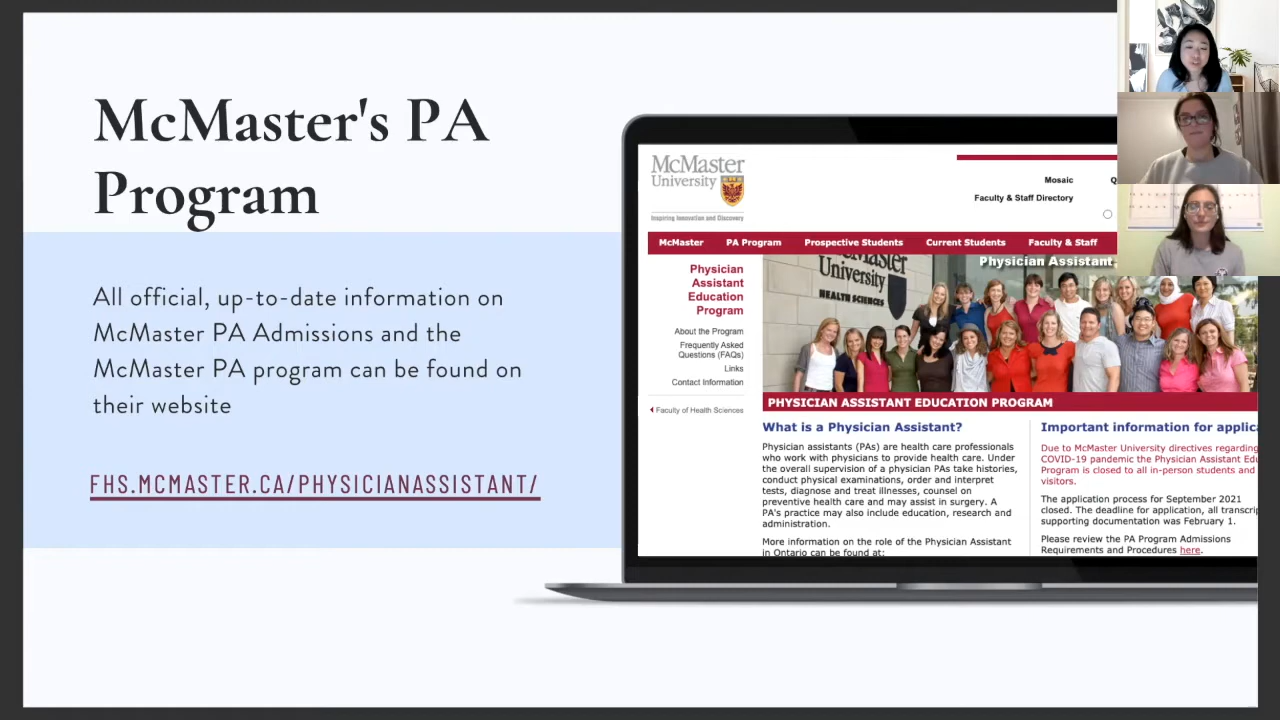 McMaster's PA
Program
All official, up-to-date information on
McMaster PA Admissions and the
McMaster PA program can be found on
their website
FHS.MCMASTER.CA/PHYSICIANASSISTANT/
McMaster
University
Inspiring Innovation and Discovery
Mosaic
Faculty & Staff Directory
McMaster PA Program Prospective Students Current Students Faculty & Staff
Physician
Assistant
Education
Program
About the Program
Frequently Asked
Questions (FAQs)
Links
Contact Information
Faculty of Health Sciences
University
HEALTH SCIENCES
Physician Assistant
PHYSICIAN ASSISTANT EDUCATION PROGRAM
What is a Physician Assistant?
Physician assistants (PAs) are health care professionals
who work with physicians to provide health care. Under
the overall supervision of a physician PAs take histories,
conduct physical examinations, order and interpret
tests, diagnose and treat illnesses, counsel on
preventive health care and may assist in surgery. A
PA's practice may also include education, research and
administration.
More information on the role of the Physician Assistant
in Ontario can be found at:
Important information for applica
Due to McMaster University directives regarding
COVID-19 pandemic the Physician Assistant Edu
Program is closed to all in-person students and
visitors.
The application process for September 2021
closed. The deadline for application, all transcrip
supporting documentation was February 1.
Please review the PA Program Admissions
Requirements and Procedures here.